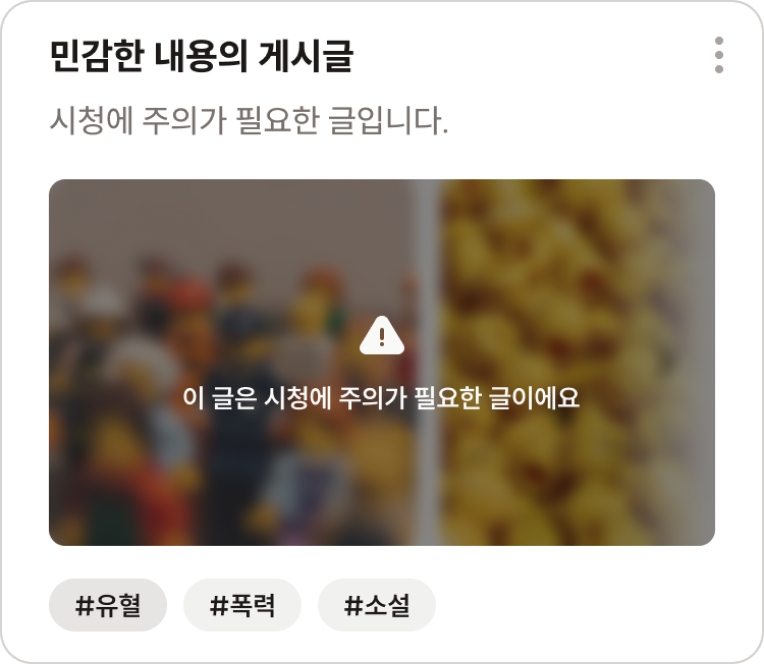 민감한 내용의 게시글
시청에 주의가 필요한 글입니다.
이 글은 시청에 주의가 필요한 글이에요
#유혈 #폭력 #소설